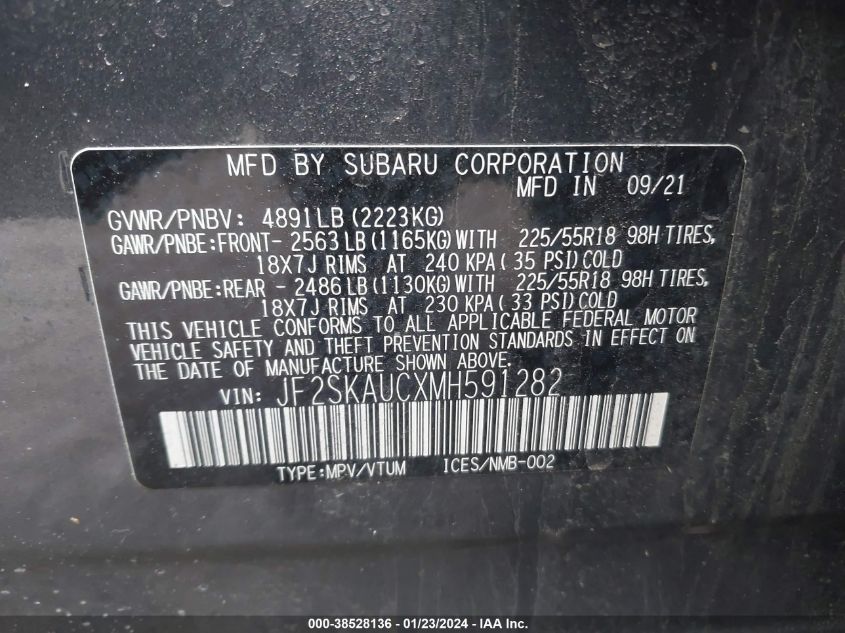 MFD BY SUBARU CORPORATION
MFD IN 09/21
GVWR/PNBV: 4891LB (2223KG)
GAWR/PNBE:FRONT- 2563 LB (1165KG) WITH 225/55R18 98H TIRES,
18X7J RIMS AT 240 KPA ( 35 PSI) COLD
GAWR/PNBE:REAR - 2486 LB (1130KG) WITH 225/55R18 98H TIRES,
18X7J RIMS AT 230 KPA ( 33 PSI) COLD
THIS VEHICLE CONFORMS TO ALL APPLICABLE FEDERAL MOTOR
VEHICLE SAFETY AND THEFT PREVENTION STANDARDS IN EFFECT ON
THE DATE OF MANUFACTURE SHOWN ABOVE.
VIN: JF2SKAUCXMH591282
TYPE:MPV/VTUM ICES/NMB-002
000-38528136 - 01/23/2024 - IAA Inc.